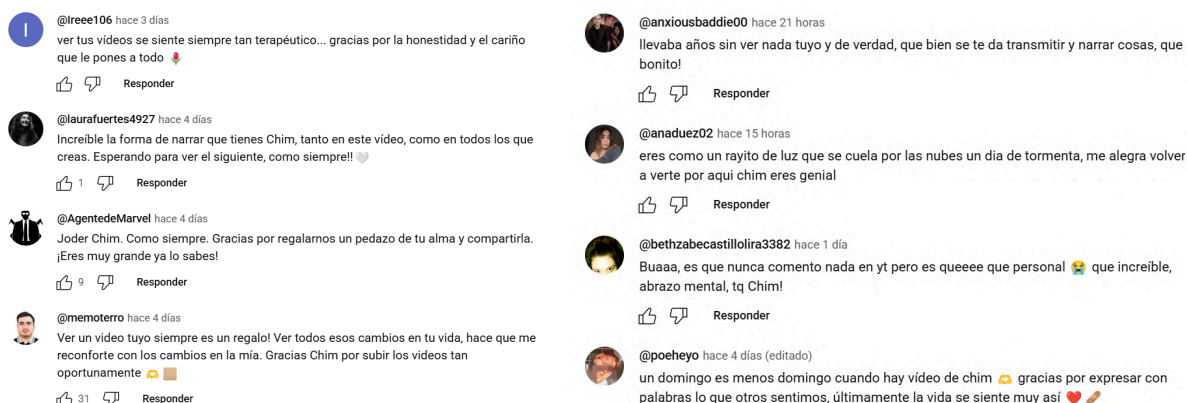 @Ireee106 hace 3 días
ver tus vídeos se siente siempre tan terapéutico... gracias por la honestidad y el cariño
que le pones a todo 🌷
Responder
@laurafuertes4927 hace 4 días
Increíble la forma de narrar que tienes Chim, tanto en este vídeo, como en todos los que
creas. Esperando para ver el siguiente, como siempre!! 🤍
1 Responder
@AgentedeMarvel hace 4 días
Joder Chim. Como siempre. Gracias por regalarnos un pedazo de tu alma y compartirla.
¡Eres muy grande ya lo sabes!
9 Responder
@memoterro hace 4 días
Ver un video tuyo siempre es un regalo! Ver todos esos cambios en tu vida, hace que me
reconforte con los cambios en la mía. Gracias Chim por subir los videos tan
oportunamente 🫶 🏼
31 Responder
@anxiousbaddie00 hace 21 horas
llevaba años sin ver nada tuyo y de verdad, que bien se te da transmitir y narrar cosas, que
bonito!
Responder
@anaduez02 hace 15 horas
eres como un rayito de luz que se cuela por las nubes un dia de tormenta, me alegra volver
a verte por aqui chim eres genial
Responder
@bethzabecastillolira3382 hace 1 día
Buaaa, es que nunca comento nada en yt pero es queeee que personal 😭 que increíble,
abrazo mental, tq Chim!
Responder
@poeheyo hace 4 días (editado)
un domingo es menos domingo cuando hay vídeo de chim 🫶 gracias por expresar con
palabras lo que otros sentimos, últimamente la vida se siente muy así ❤️ 🩹